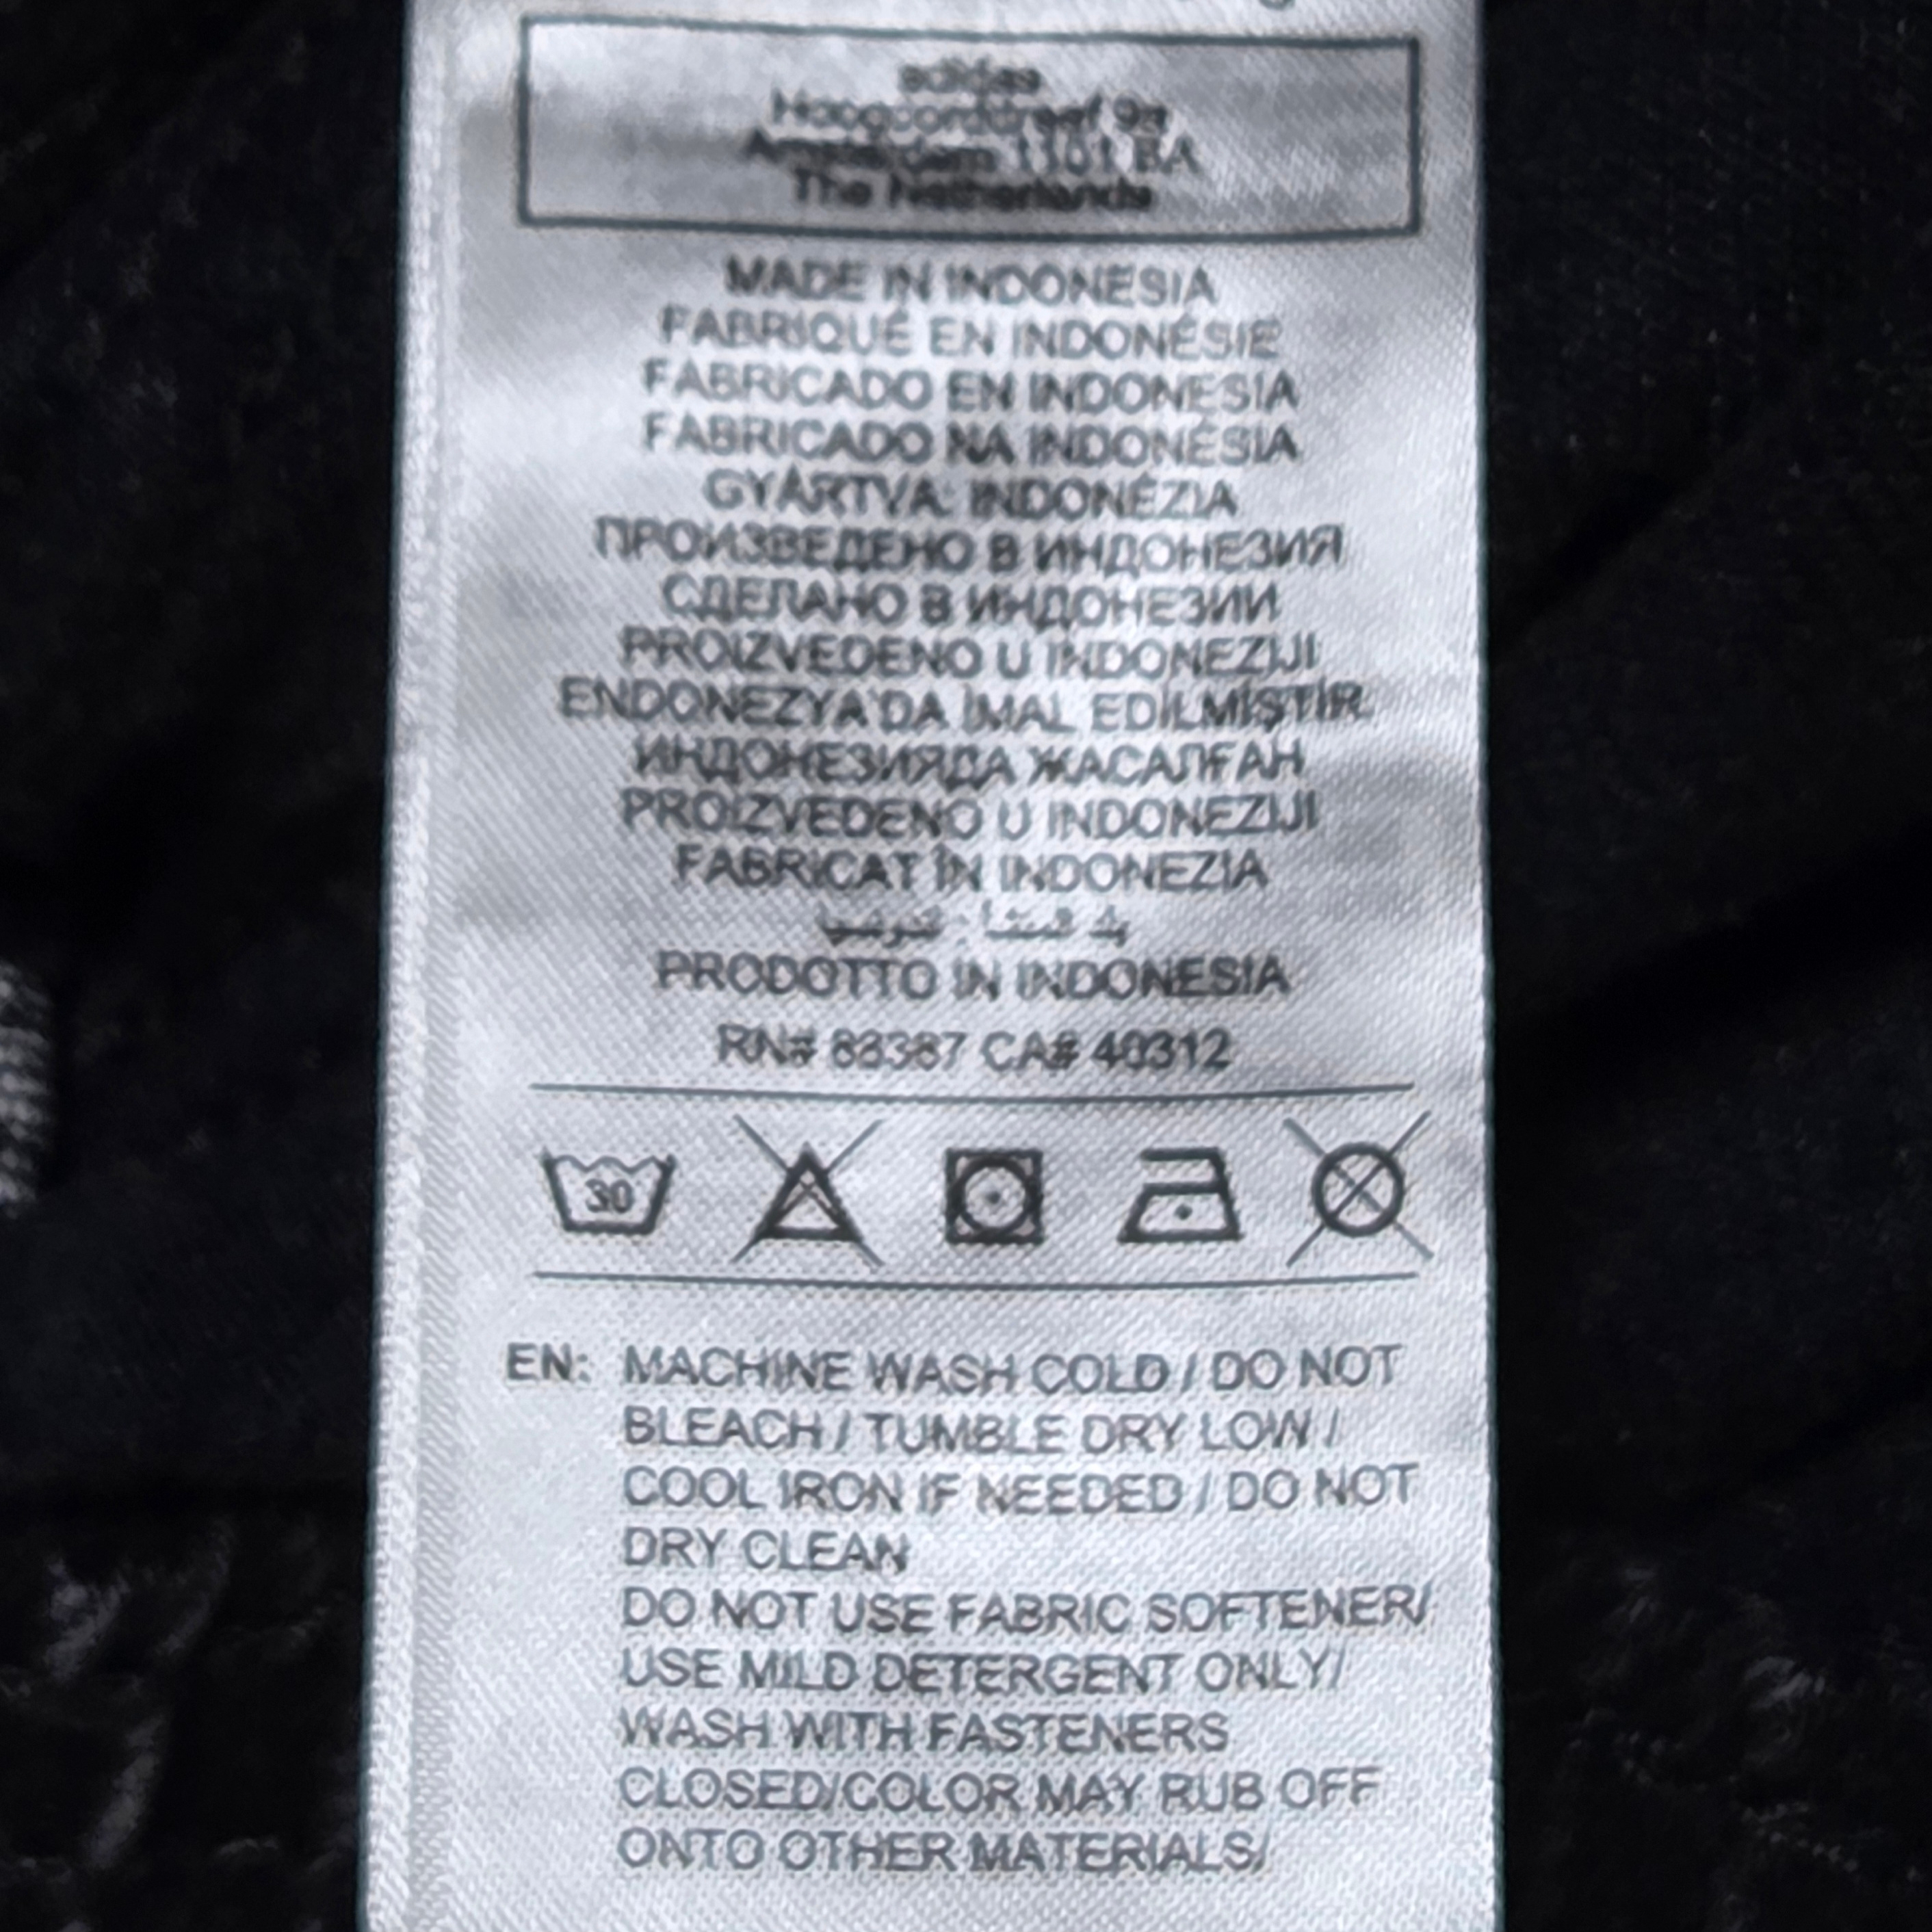 adidas
Hoogoorddreef 9a
Amsterdam 1101 BA
The Netherlands
MADE IN INDONESIA
FABRIQUÉ EN INDONÉSIE
FABRICADO EN INDONESIA
FABRICADO NA INDONÉSIA
GYÁRTVA: INDONÉZIA
ПРОИЗВЕДЕНО В ИНДОНЕЗИЯ
СДЕЛАНО В ИНДОНЕЗИИ
PROIZVEDENO U INDONEZIJI
ENDONEZYA'DA İMAL EDİLMİŞTİR.
ИНДОНЕЗИЯДА ЖАСАЛҒАН
PROIZVEDENO U INDONEZIJI
FABRICAT ÎN INDONEZIA
PRODOTTO IN INDONESIA
RN# 88387 CA# 40312
30
EN: MACHINE WASH COLD / DO NOT
BLEACH / TUMBLE DRY LOW /
COOL IRON IF NEEDED / DO NOT
DRY CLEAN
DO NOT USE FABRIC SOFTENER/
USE MILD DETERGENT ONLY/
WASH WITH FASTENERS
CLOSED/COLOR MAY RUB OFF
ONTO OTHER MATERIALS/